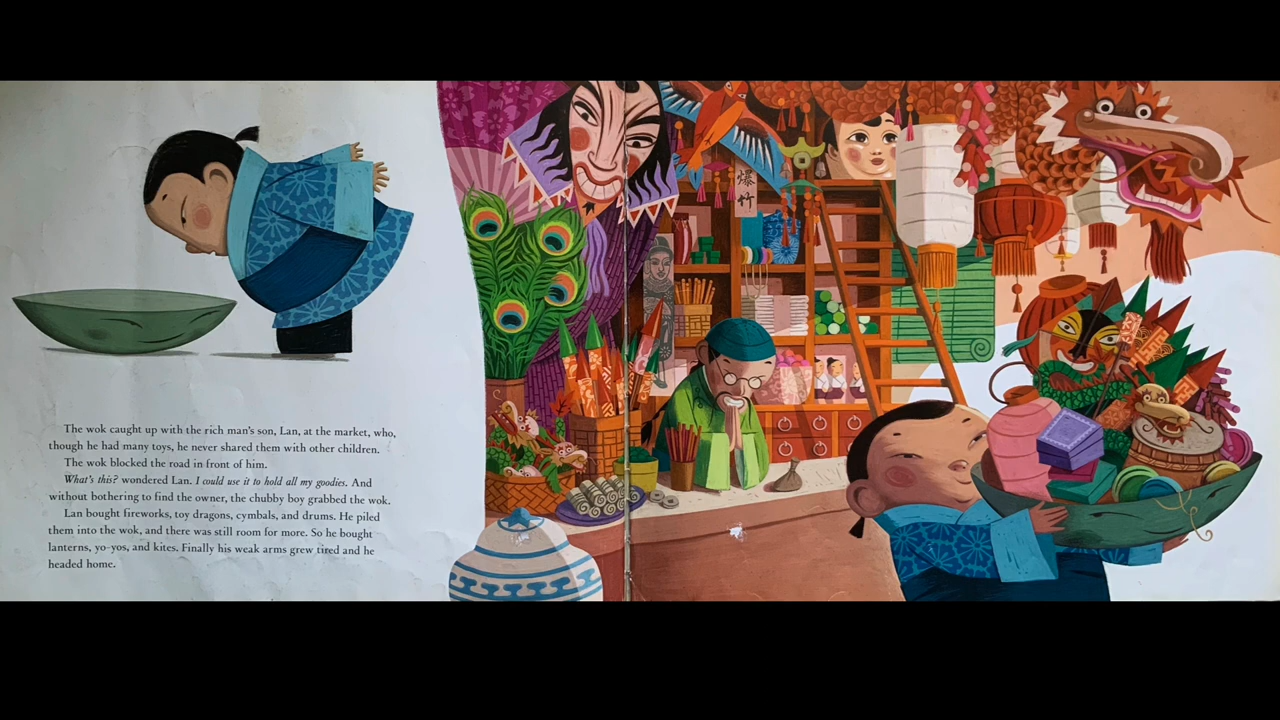 The wok caught up with the rich man's son, Lan, at the market, who,
though he had many toys, he never shared them with other children.
The wok blocked the road in front of him.
What's this? wondered Lan. I could use it to hold all my goodies. And
without bothering to find the owner, the chubby boy grabbed the wok.
Lan bought fireworks, toy dragons, cymbals, and drums. He piled
them into the wok, and there was still room for more. So he bought
lanterns, yo-yos, and kites. Finally his weak arms grew tired and he
headed home.
爆
竹